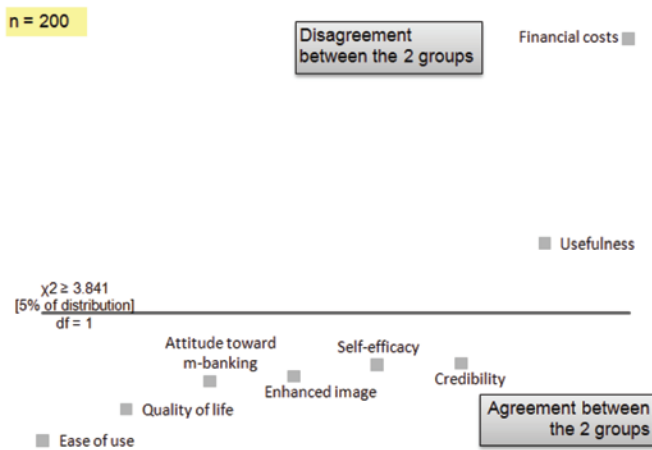 n = 200
Disagreement
between the 2 groups
Financial costs
Usefulness
χ2 ≥ 3.841
[5% of distribution]
df = 1
Attitude toward
m-banking
Self-efficacy
Enhanced image
Credibility
Quality of life
Ease of use
Agreement between
the 2 groups